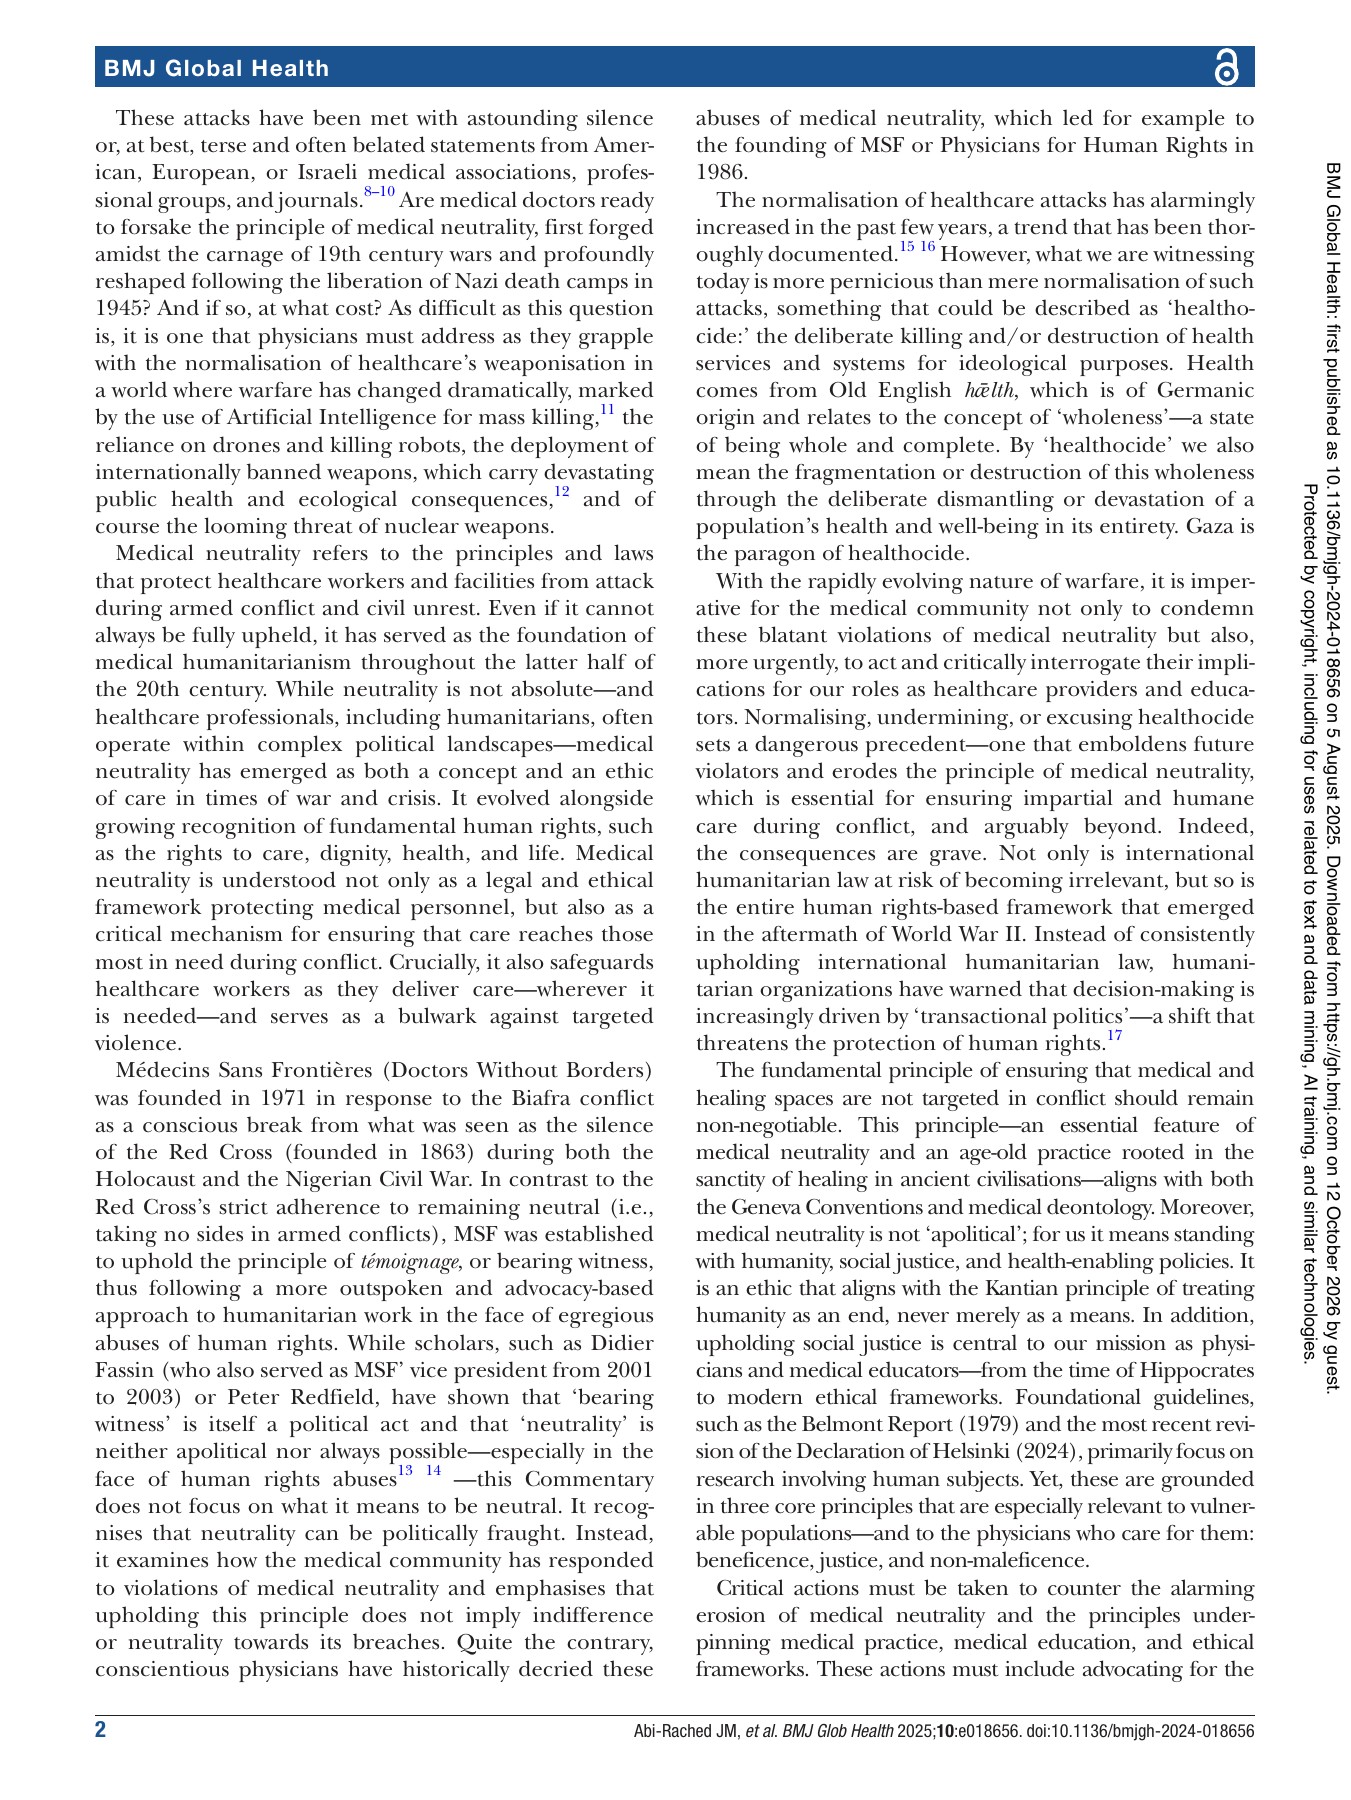 BMJ Global Health
These attacks have been met with astounding silence
or, at best, terse and often belated statements from Amer-
ican, European, or Israeli medical associations, profes-
sional groups, and journals.8–10 Are medical doctors ready
to forsake the principle of medical neutrality, first forged
amidst the carnage of 19th century wars and profoundly
reshaped following the liberation of Nazi death camps in
1945? And if so, at what cost? As difficult as this question
is, it is one that physicians must address as they grapple
with the normalisation of healthcare's weaponisation in
a world where warfare has changed dramatically, marked
by the use of Artificial Intelligence for mass killing,11 the
reliance on drones and killing robots, the deployment of
internationally banned weapons, which carry devastating
public health and ecological consequences,12 and of
course the looming threat of nuclear weapons.
Medical neutrality refers to the principles and laws
that protect healthcare workers and facilities from attack
during armed conflict and civil unrest. Even if it cannot
always be fully upheld, it has served as the foundation of
medical humanitarianism throughout the latter half of
the 20th century. While neutrality is not absolute—and
healthcare professionals, including humanitarians, often
operate within complex political landscapes—medical
neutrality has emerged as both a concept and an ethic
of care in times of war and crisis. It evolved alongside
growing recognition of fundamental human rights, such
as the rights to care, dignity, health, and life. Medical
neutrality is understood not only as a legal and ethical
framework protecting medical personnel, but also as a
critical mechanism for ensuring that care reaches those
most in need during conflict. Crucially, it also safeguards
healthcare workers as they deliver care—wherever it
is needed—and serves as a bulwark against targeted
violence.
Médecins Sans Frontières (Doctors Without Borders)
was founded in 1971 in response to the Biafra conflict
as a conscious break from what was seen as the silence
of the Red Cross (founded in 1863) during both the
Holocaust and the Nigerian Civil War. In contrast to the
Red Cross's strict adherence to remaining neutral (i.e.,
taking no sides in armed conflicts), MSF was established
to uphold the principle of témoignage, or bearing witness,
thus following a more outspoken and advocacy-based
approach to humanitarian work in the face of egregious
abuses of human rights. While scholars, such as Didier
Fassin (who also served as MSF' vice president from 2001
to 2003) or Peter Redfield, have shown that 'bearing
witness' is itself a political act and that 'neutrality' is
neither apolitical nor always possible—especially in the
face of human rights abuses13 14 —this Commentary
does not focus on what it means to be neutral. It recog-
nises that neutrality can be politically fraught. Instead,
it examines how the medical community has responded
to violations of medical neutrality and emphasises that
upholding this principle does not imply indifference
or neutrality towards its breaches. Quite the contrary,
conscientious physicians have historically decried these
abuses of medical neutrality, which led for example to
the founding of MSF or Physicians for Human Rights in
1986.
The normalisation of healthcare attacks has alarmingly
increased in the past few years, a trend that has been thor-
oughly documented.15 16 However, what we are witnessing
today is more pernicious than mere normalisation of such
attacks, something that could be described as 'healtho-
cide:' the deliberate killing and/or destruction of health
services and systems for ideological purposes. Health
comes from Old English hǣlth, which is of Germanic
origin and relates to the concept of 'wholeness'—a state
of being whole and complete. By 'healthocide' we also
mean the fragmentation or destruction of this wholeness
through the deliberate dismantling or devastation of a
population's health and well-being in its entirety. Gaza is
the paragon of healthocide.
With the rapidly evolving nature of warfare, it is imper-
ative for the medical community not only to condemn
these blatant violations of medical neutrality but also,
more urgently, to act and critically interrogate their impli-
cations for our roles as healthcare providers and educa-
tors. Normalising, undermining, or excusing healthocide
sets a dangerous precedent—one that emboldens future
violators and erodes the principle of medical neutrality,
which is essential for ensuring impartial and humane
care during conflict, and arguably beyond. Indeed,
the consequences are grave. Not only is international
humanitarian law at risk of becoming irrelevant, but so is
the entire human rights-based framework that emerged
in the aftermath of World War II. Instead of consistently
upholding international humanitarian law, humani-
tarian organizations have warned that decision-making is
increasingly driven by 'transactional politics'—a shift that
threatens the protection of human rights.17
The fundamental principle of ensuring that medical and
healing spaces are not targeted in conflict should remain
non-negotiable. This principle—an essential feature of
medical neutrality and an age-old practice rooted in the
sanctity of healing in ancient civilisations—aligns with both
the Geneva Conventions and medical deontology. Moreover,
medical neutrality is not 'apolitical'; for us it means standing
with humanity, social justice, and health-enabling policies. It
is an ethic that aligns with the Kantian principle of treating
humanity as an end, never merely as a means. In addition,
upholding social justice is central to our mission as physi-
cians and medical educators—from the time of Hippocrates
to modern ethical frameworks. Foundational guidelines,
such as the Belmont Report (1979) and the most recent revi-
sion of the Declaration of Helsinki (2024), primarily focus on
research involving human subjects. Yet, these are grounded
in three core principles that are especially relevant to vulner-
able populations—and to the physicians who care for them:
beneficence, justice, and non-maleficence.
Critical actions must be taken to counter the alarming
erosion of medical neutrality and the principles under-
pinning medical practice, medical education, and ethical
frameworks. These actions must include advocating for the
2
Abi-Rached JM, et al. BMJ Glob Health 2025;10:e018656. doi:10.1136/bmjgh-2024-018656
BMJ Global Health: first published as 10.1136/bmjgh-2024-018656 on 5 August 2025. Downloaded from https://gh.bmj.com on 12 October 2026 by guest.
Protected by copyright, including for uses related to text and data mining, AI training, and similar technologies.